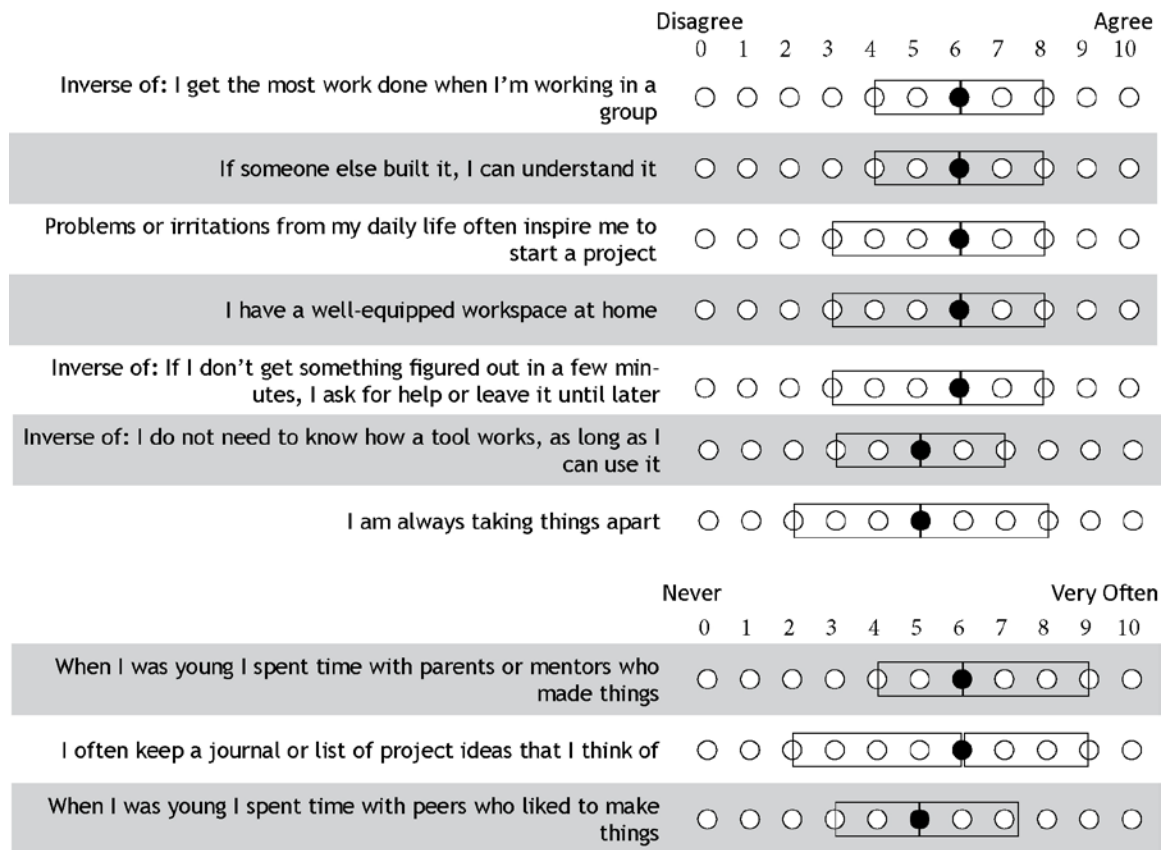 Disagree Agree
0 1 2 3 4 5 6 7 8 9 10
Inverse of: I get the most work done when I'm working in a
group
If someone else built it, I can understand it
Problems or irritations from my daily life often inspire me to
start a project
I have a well-equipped workspace at home
Inverse of: If I don't get something figured out in a few min-
utes, I ask for help or leave it until later
Inverse of: I do not need to know how a tool works, as long as I
can use it
I am always taking things apart
Never Very Often
0 1 2 3 4 5 6 7 8 9 10
When I was young I spent time with parents or mentors who
made things
I often keep a journal or list of project ideas that I think of
When I was young I spent time with peers who liked to make
things